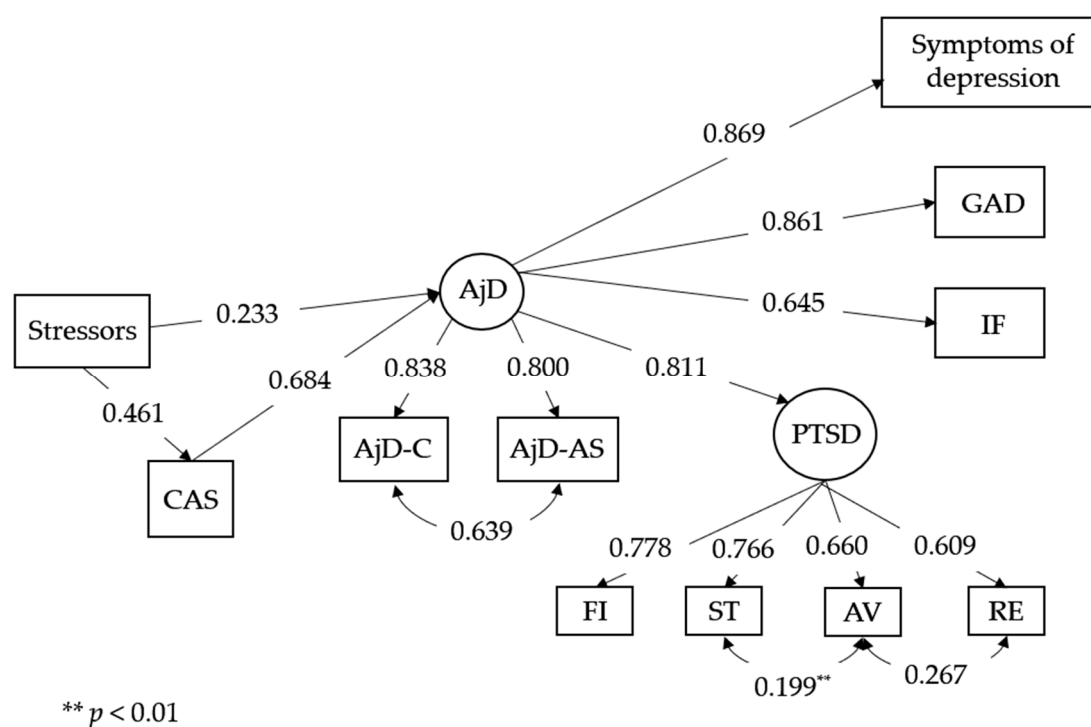 Symptoms of
depression
0.869
GAD
0.861
AjD
IF
0.645
Stressors
0.233
0.838
0.800
0.811
0.684
0.461
PTSD
AjD-C
AjD-AS
CAS
0.639
0.778
0.766
0.660
0.609
FI
ST
AV
RE
0.199**
0.267
** p < 0.01